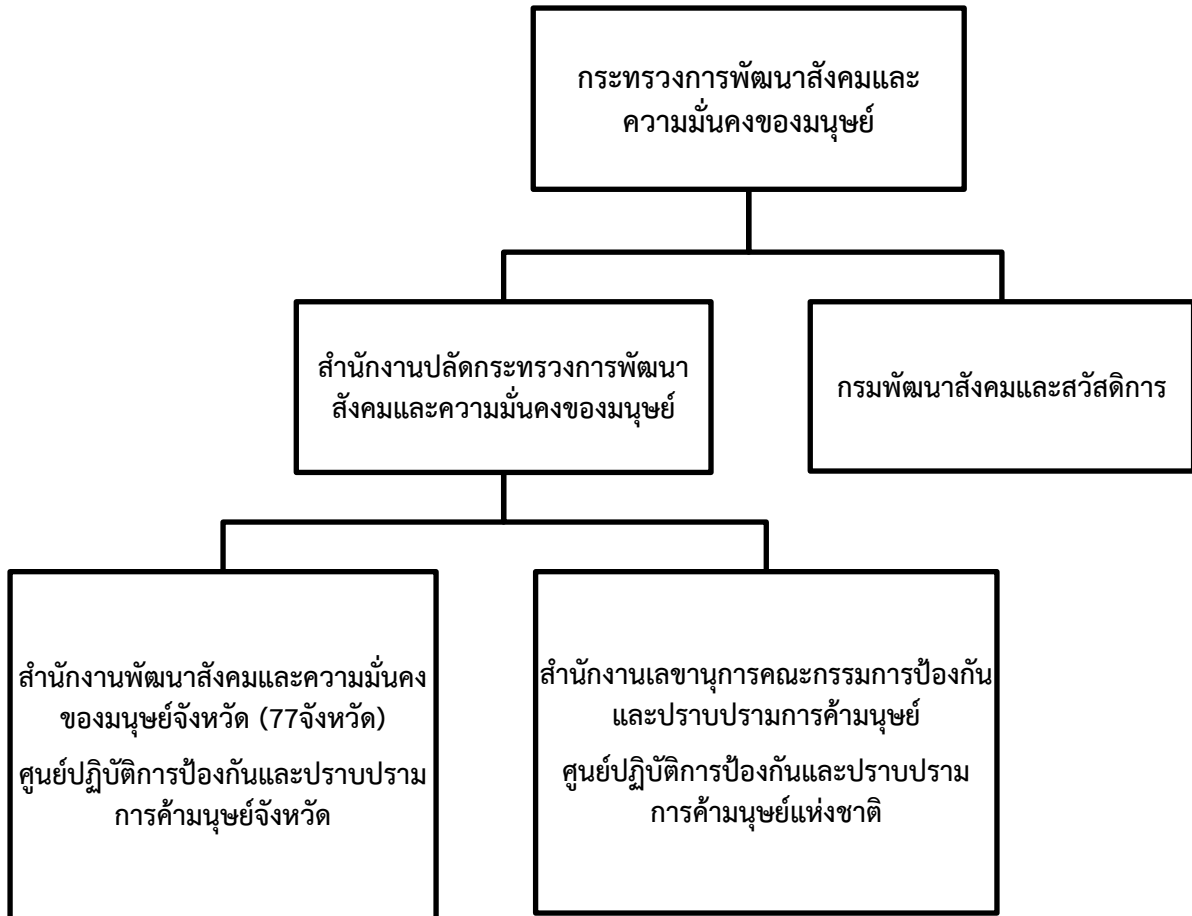 กระทรวงการพัฒนาสังคมและ
ความมั่นคงของมนุษย์
สำนักงานปลัดกระทรวงการพัฒนา
สังคมและความมั่นคงของมนุษย์
กรมพัฒนาสังคมและสวัสดิการ
สำนักงานพัฒนาสังคมและความมั่นคง
ของมนุษย์จังหวัด (77จังหวัด)
ศูนย์ปฏิบัติการป้องกันและปราบปราม
การค้ามนุษย์จังหวัด
สำนักงานเลขานุการคณะกรรมการป้องกัน
และปราบปรามการค้ามนุษย์
ศูนย์ปฏิบัติการป้องกันและปราบปราม
การค้ามนุษย์แห่งชาติ